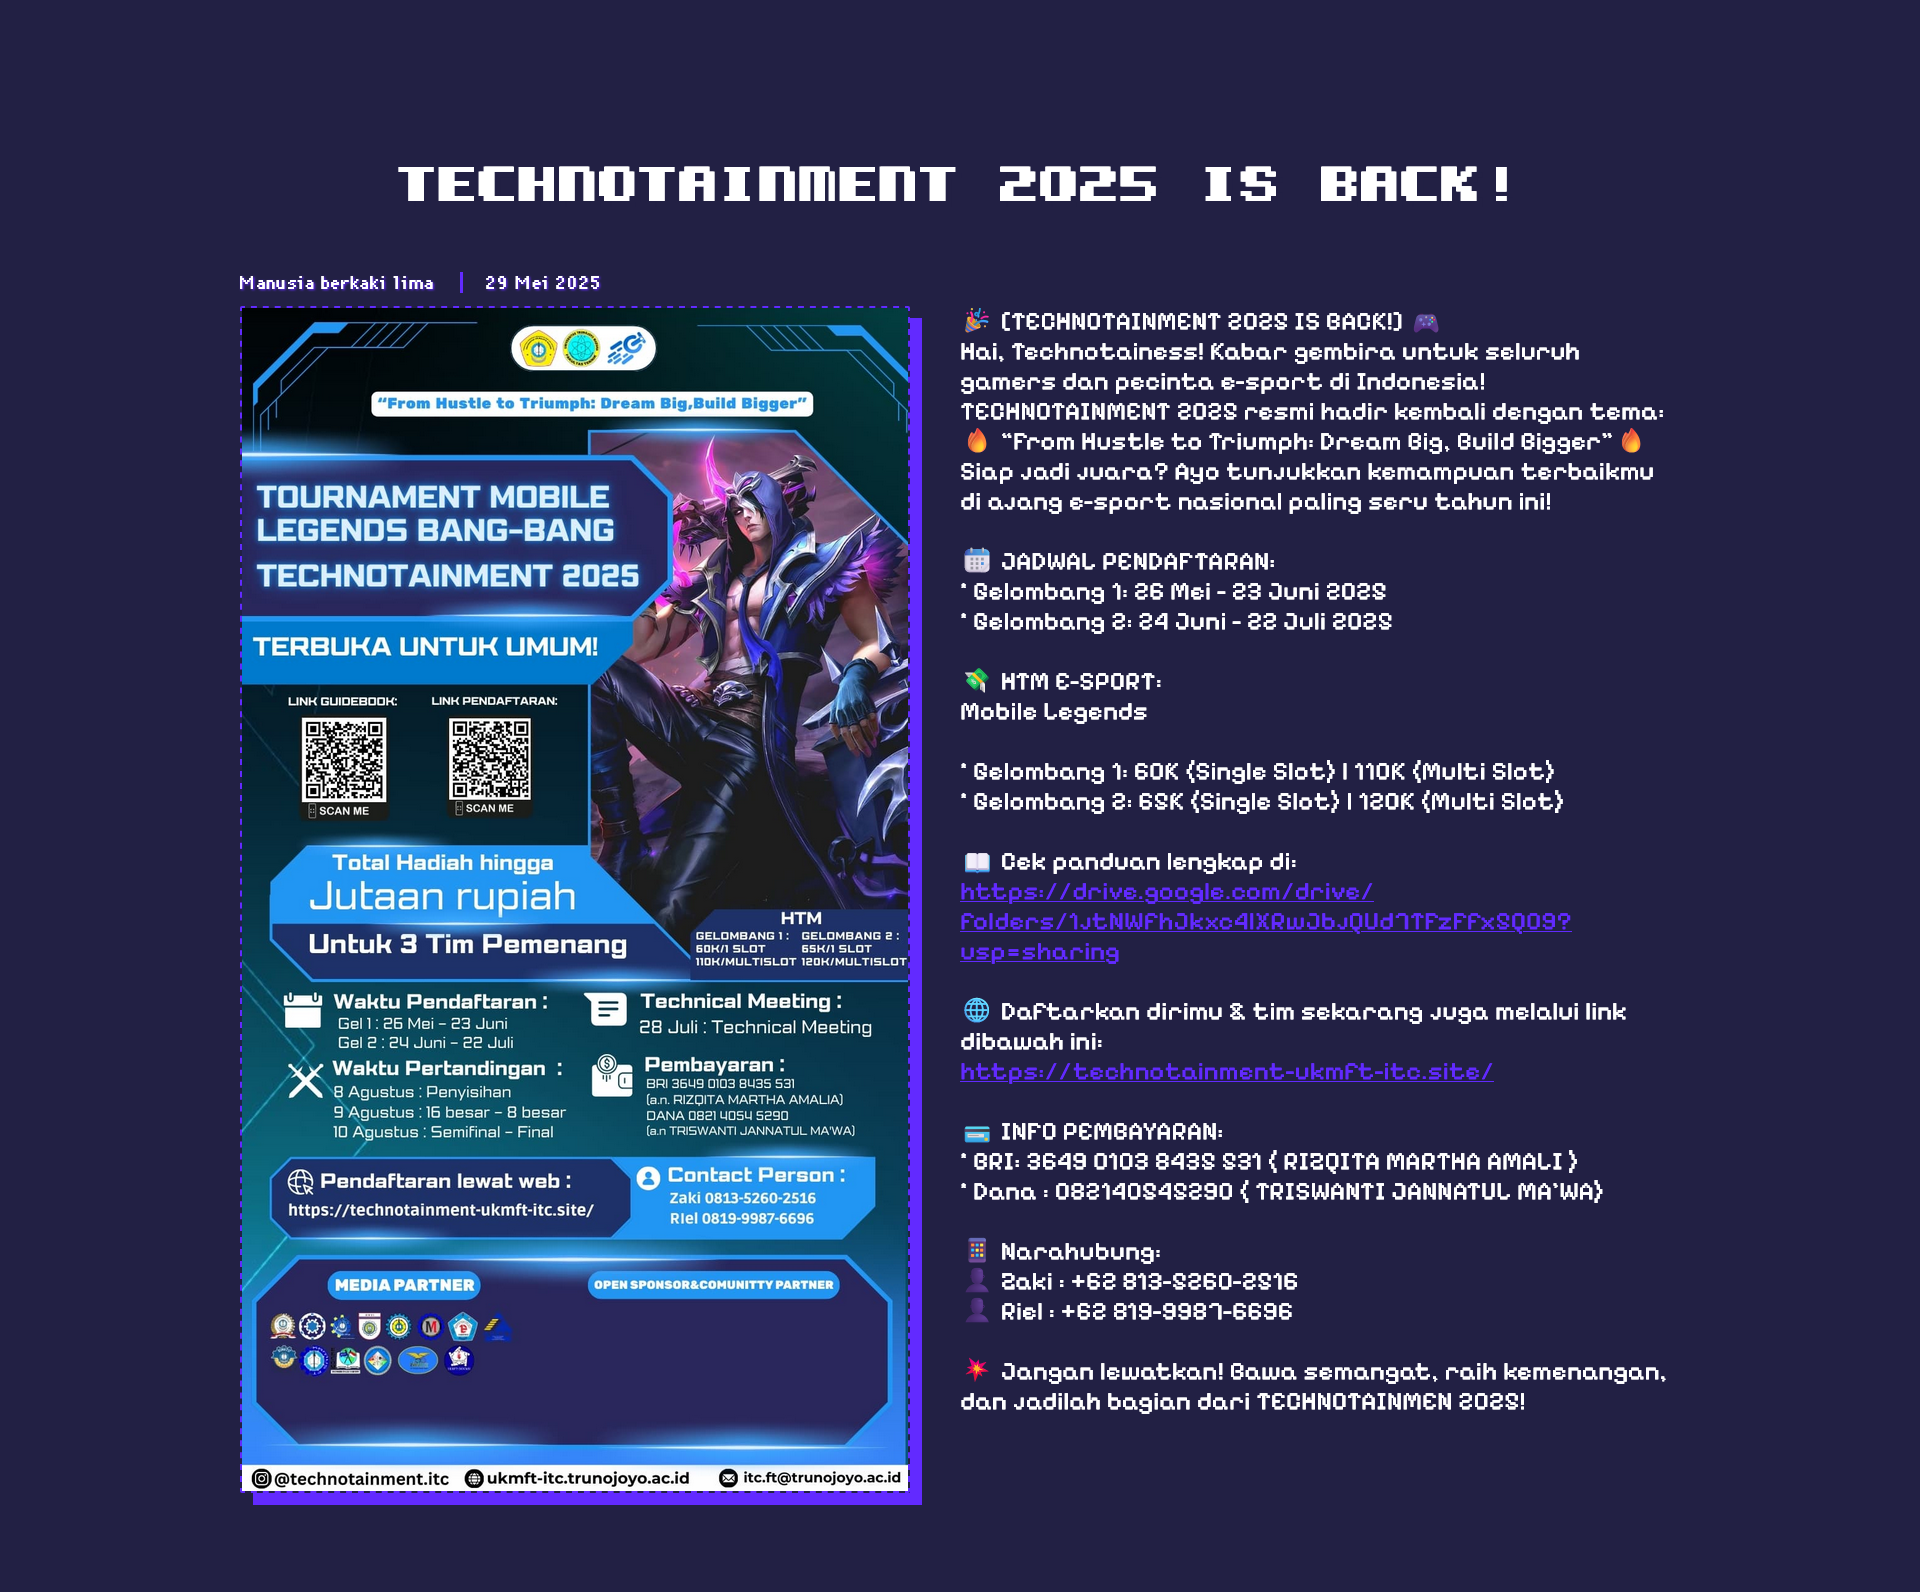 TECHNOTAINMENT 2025 IS BACK!
Manusia berkaki lima | 29 Mei 2025
"From Hustle to Triumph: Dream Big,Build Bigger"
TOURNAMENT MOBILE
LEGENDS BANG-BANG
TECHNOTAINMENT 2025
TERBUKA UNTUK UMUM!
LINK GUIDEBOOK: LINK PENDAFTARAN:
SCAN ME SCAN ME
Total Hadiah hingga
Jutaan rupiah
Untuk 3 Tim Pemenang
HTM
GELOMBANG 1 : GELOMBANG 2 :
60K/1 SLOT 65K/1 SLOT
110K/MULTISLOT 120K/MULTISLOT
Waktu Pendaftaran :
Gel 1 : 26 Mei – 23 Juni
Gel 2 : 24 Juni – 22 Juli
Technical Meeting :
28 Juli : Technical Meeting
Waktu Pertandingan :
8 Agustus : Penyisihan
9 Agustus : 16 besar – 8 besar
10 Agustus : Semifinal – Final
Pembayaran :
BRI 3649 0103 8435 531
(a.n. RIZQITA MARTHA AMALIA)
DANA 0821 4054 5290
(a.n TRISWANTI JANNATUL MA'WA)
Pendaftaran lewat web :
https://technotainment-ukmft-itc.site/
Contact Person :
Zaki 0813-5260-2516
RIel 0819-9987-6696
MEDIA PARTNER
OPEN SPONSOR&COMUNITTY PARTNER
@technotainment.itc ukmft-itc.trunojoyo.ac.id itc.ft@trunojoyo.ac.id
🎉 [TECHNOTAINMENT 2025 IS BACK!] 🎮
Hai, Technotainess! Kabar gembira untuk seluruh
gamers dan pecinta e-sport di Indonesia!
TECHNOTAINMENT 2025 resmi hadir kembali dengan tema:
🔥 "From Hustle to Triumph: Dream Big, Build Bigger" 🔥
Siap jadi juara? Ayo tunjukkan kemampuan terbaikmu
di ajang e-sport nasional paling seru tahun ini!
📅 JADWAL PENDAFTARAN:
• Gelombang 1: 26 Mei - 23 Juni 2025
• Gelombang 2: 24 Juni - 22 Juli 2025
💸 HTM E-SPORT:
Mobile Legends
• Gelombang 1: 60K (Single Slot) | 110K (Multi Slot)
• Gelombang 2: 65K (Single Slot) | 120K (Multi Slot)
📖 Cek panduan lengkap di:
https://drive.google.com/drive/
folders/1JtNWfhJkxc4IXRwJbJQUd7TFzFfxSQO9?
usp=sharing
🌐 Daftarkan dirimu & tim sekarang juga melalui link
dibawah ini:
https://technotainment-ukmft-itc.site/
💳 INFO PEMBAYARAN:
• BRI: 3649 0103 8435 531 ( RIZQITA MARTHA AMALI )
• Dana : 082140545290 ( TRISWANTI JANNATUL MA'WA)
📱 Narahubung:
👤 Zaki : +62 813-5260-2516
👤 Riel : +62 819-9987-6696
💥 Jangan lewatkan! Bawa semangat, raih kemenangan,
dan jadilah bagian dari TECHNOTAINMEN 2025!